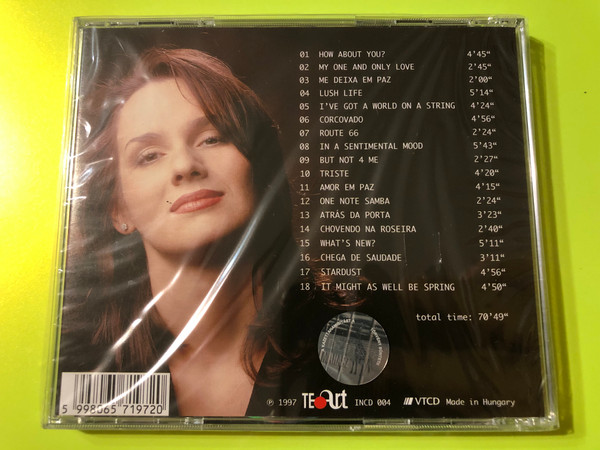 01 HOW ABOUT YOU? 4'45"
02 MY ONE AND ONLY LOVE 2'45"
03 ME DEIXA EM PAZ 2'00"
04 LUSH LIFE 5'14"
05 I'VE GOT A WORLD ON A STRING 4'24"
06 CORCOVADO 4'56"
07 ROUTE 66 2'24"
08 IN A SENTIMENTAL MOOD 5'43"
09 BUT NOT 4 ME 2'27"
10 TRISTE 4'20"
11 AMOR EM PAZ 4'15"
12 ONE NOTE SAMBA 2'24"
13 ATRÁS DA PORTA 3'23"
14 CHOVENDO NA ROSEIRA 2'40"
15 WHAT'S NEW? 5'11"
16 CHEGA DE SAUDADE 3'11"
17 STARDUST 4'56"
18 IT MIGHT AS WELL BE SPRING 4'50"
total time: 70'49"
5 998065 719720
℗ 1997 TE Art INCD 004 VTCD Made in Hungary